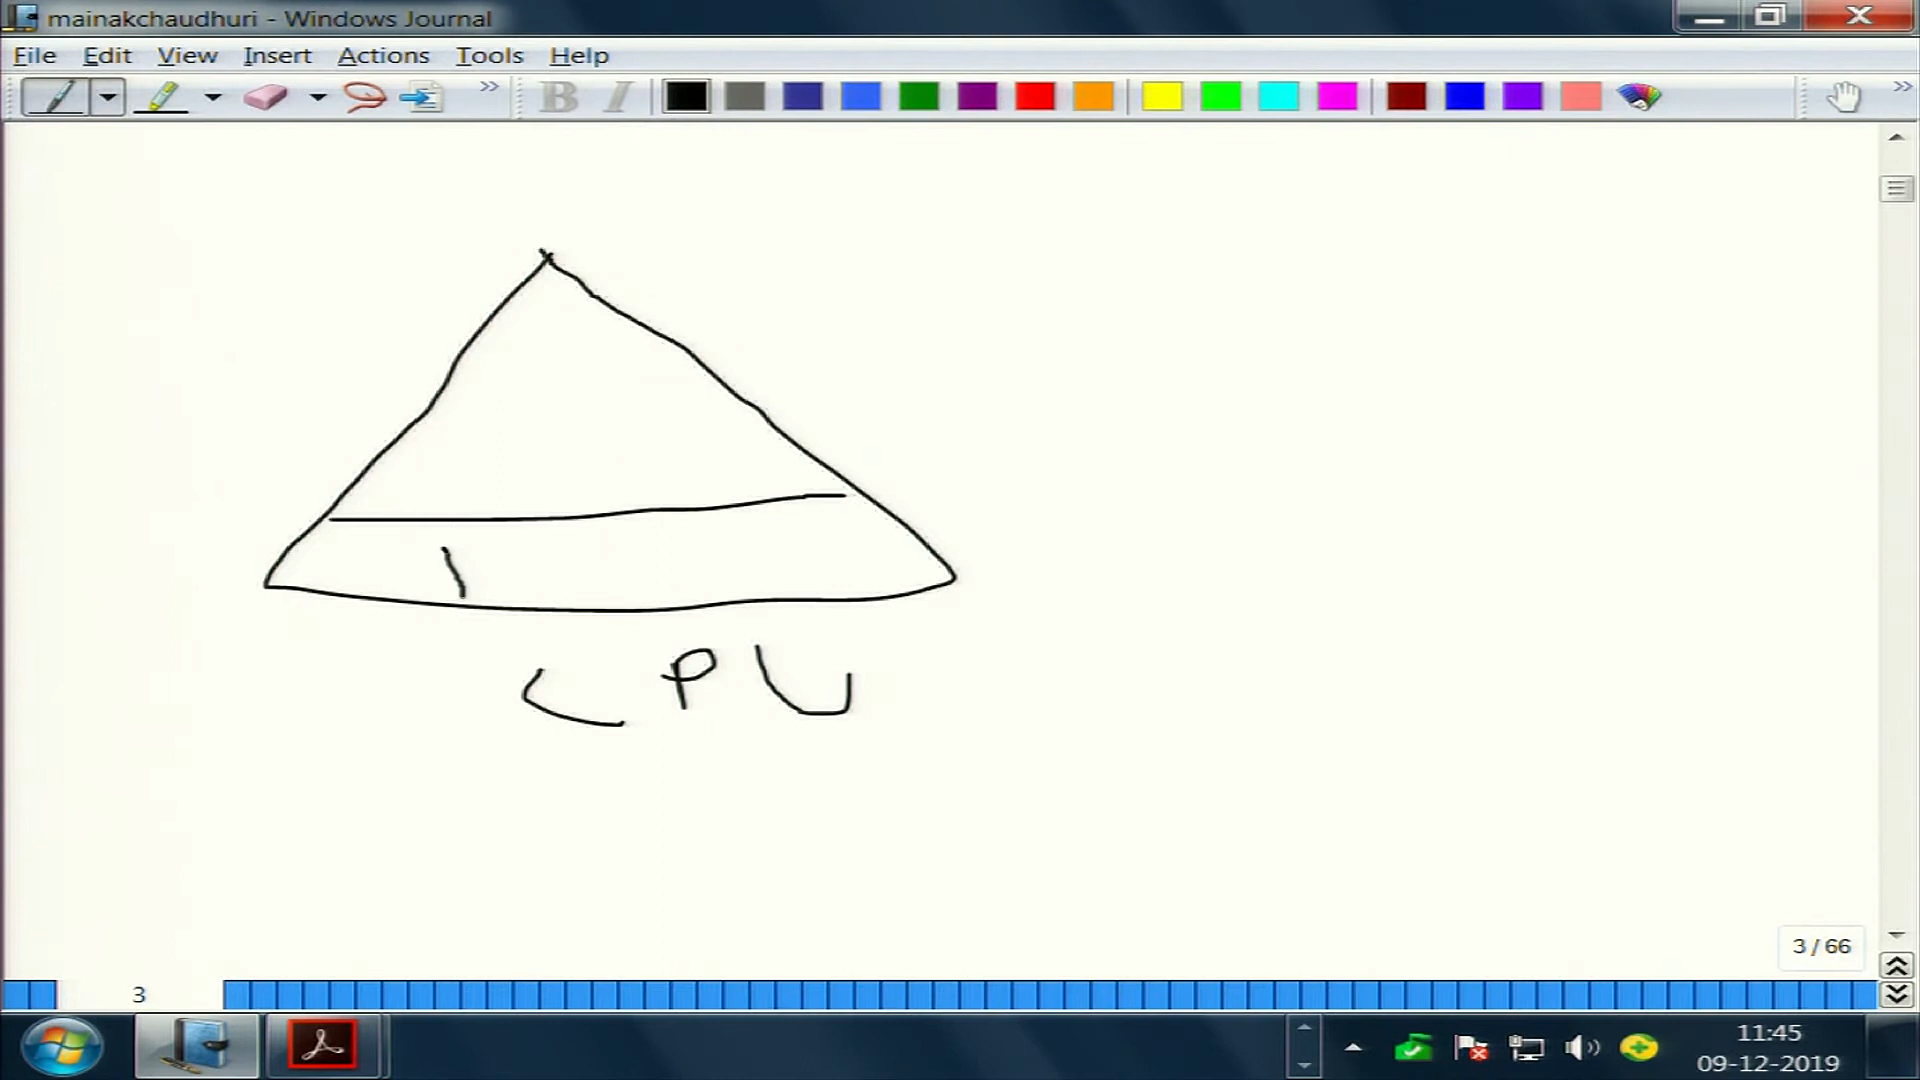 mainakchaudhuri - Windows Journal
File Edit View Insert Actions Tools Help
B I
CPU
3 / 66
3
11:45
09-12-2019